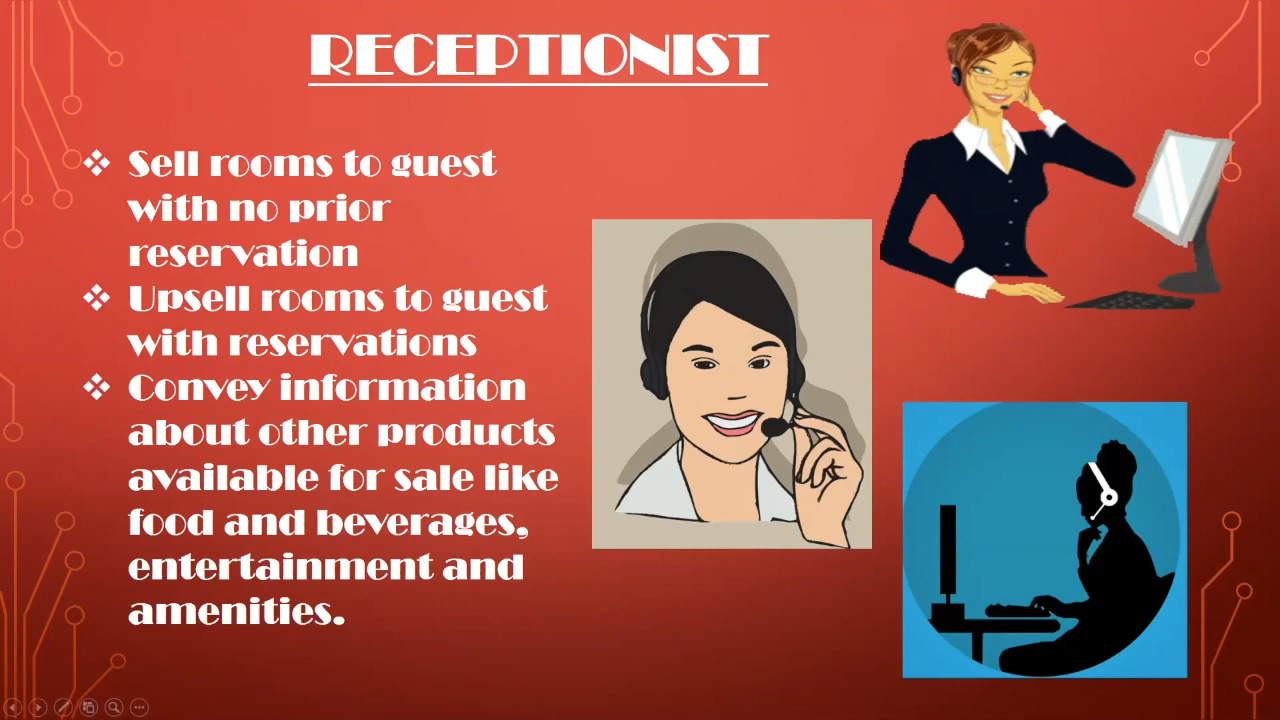 RECEPTIONIST
❖ Sell rooms to guest
with no prior
reservation
❖ Upsell rooms to guest
with reservations
❖ Convey information
about other products
available for sale like
food and beverages,
entertainment and
amenities.